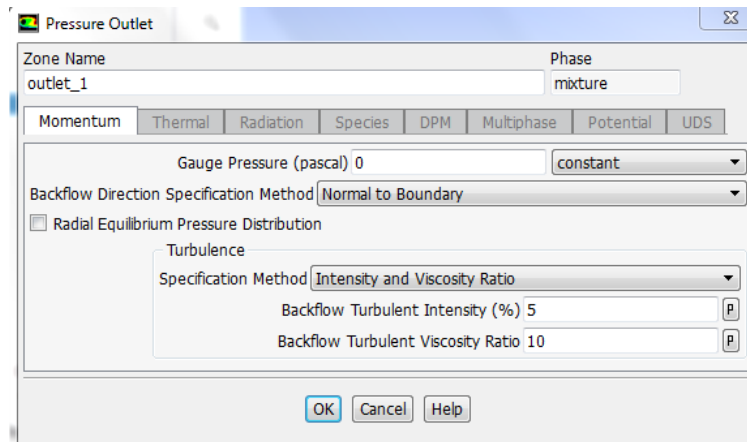 Pressure Outlet
Zone Name
Phase
outlet_1
mixture
Momentum Thermal Radiation Species DPM Multiphase Potential UDS
Gauge Pressure (pascal) 0 constant
Backflow Direction Specification Method Normal to Boundary
Radial Equilibrium Pressure Distribution
Turbulence
Specification Method Intensity and Viscosity Ratio
Backflow Turbulent Intensity (%) 5 P
Backflow Turbulent Viscosity Ratio 10 P
OK Cancel Help